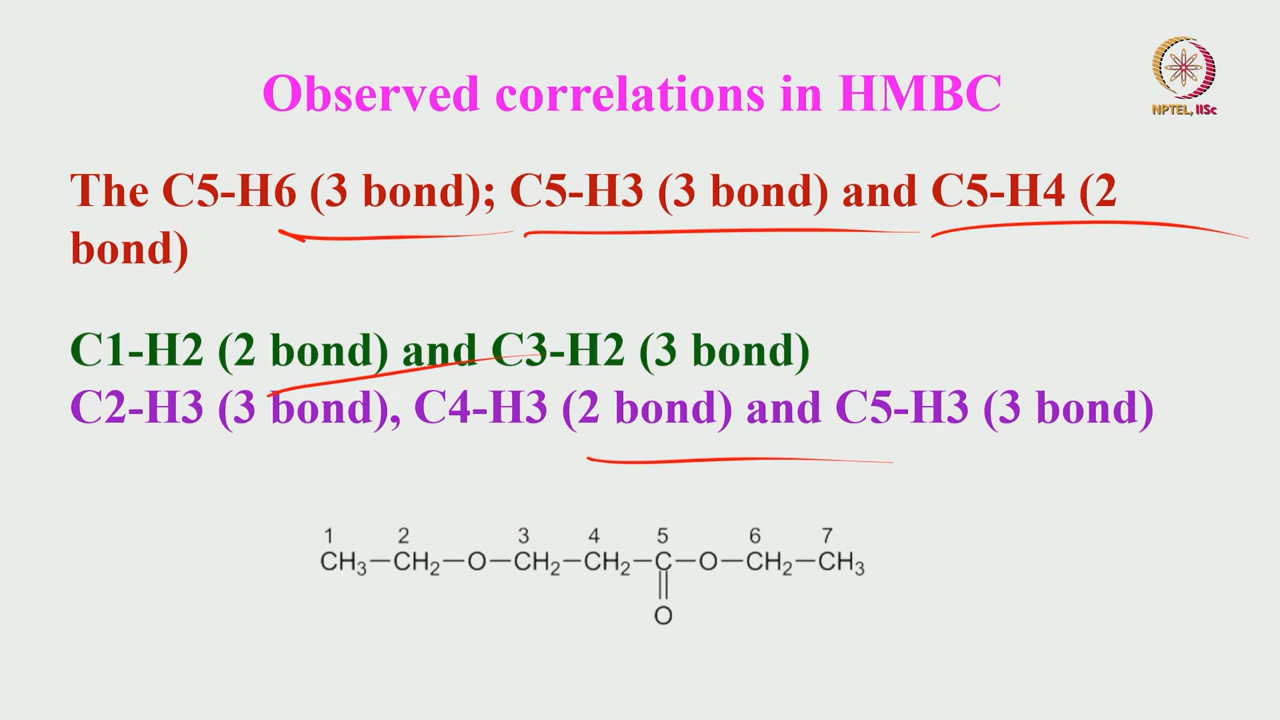 NPTEL, IISc
Observed correlations in HMBC
The C5-H6 (3 bond); C5-H3 (3 bond) and C5-H4 (2
bond)
C1-H2 (2 bond) and C3-H2 (3 bond)
C2-H3 (3 bond), C4-H3 (2 bond) and C5-H3 (3 bond)
1 2 3 4 5 6 7
CH₃—CH₂—O—CH₂—CH₂—C—O—CH₂—CH₃
O